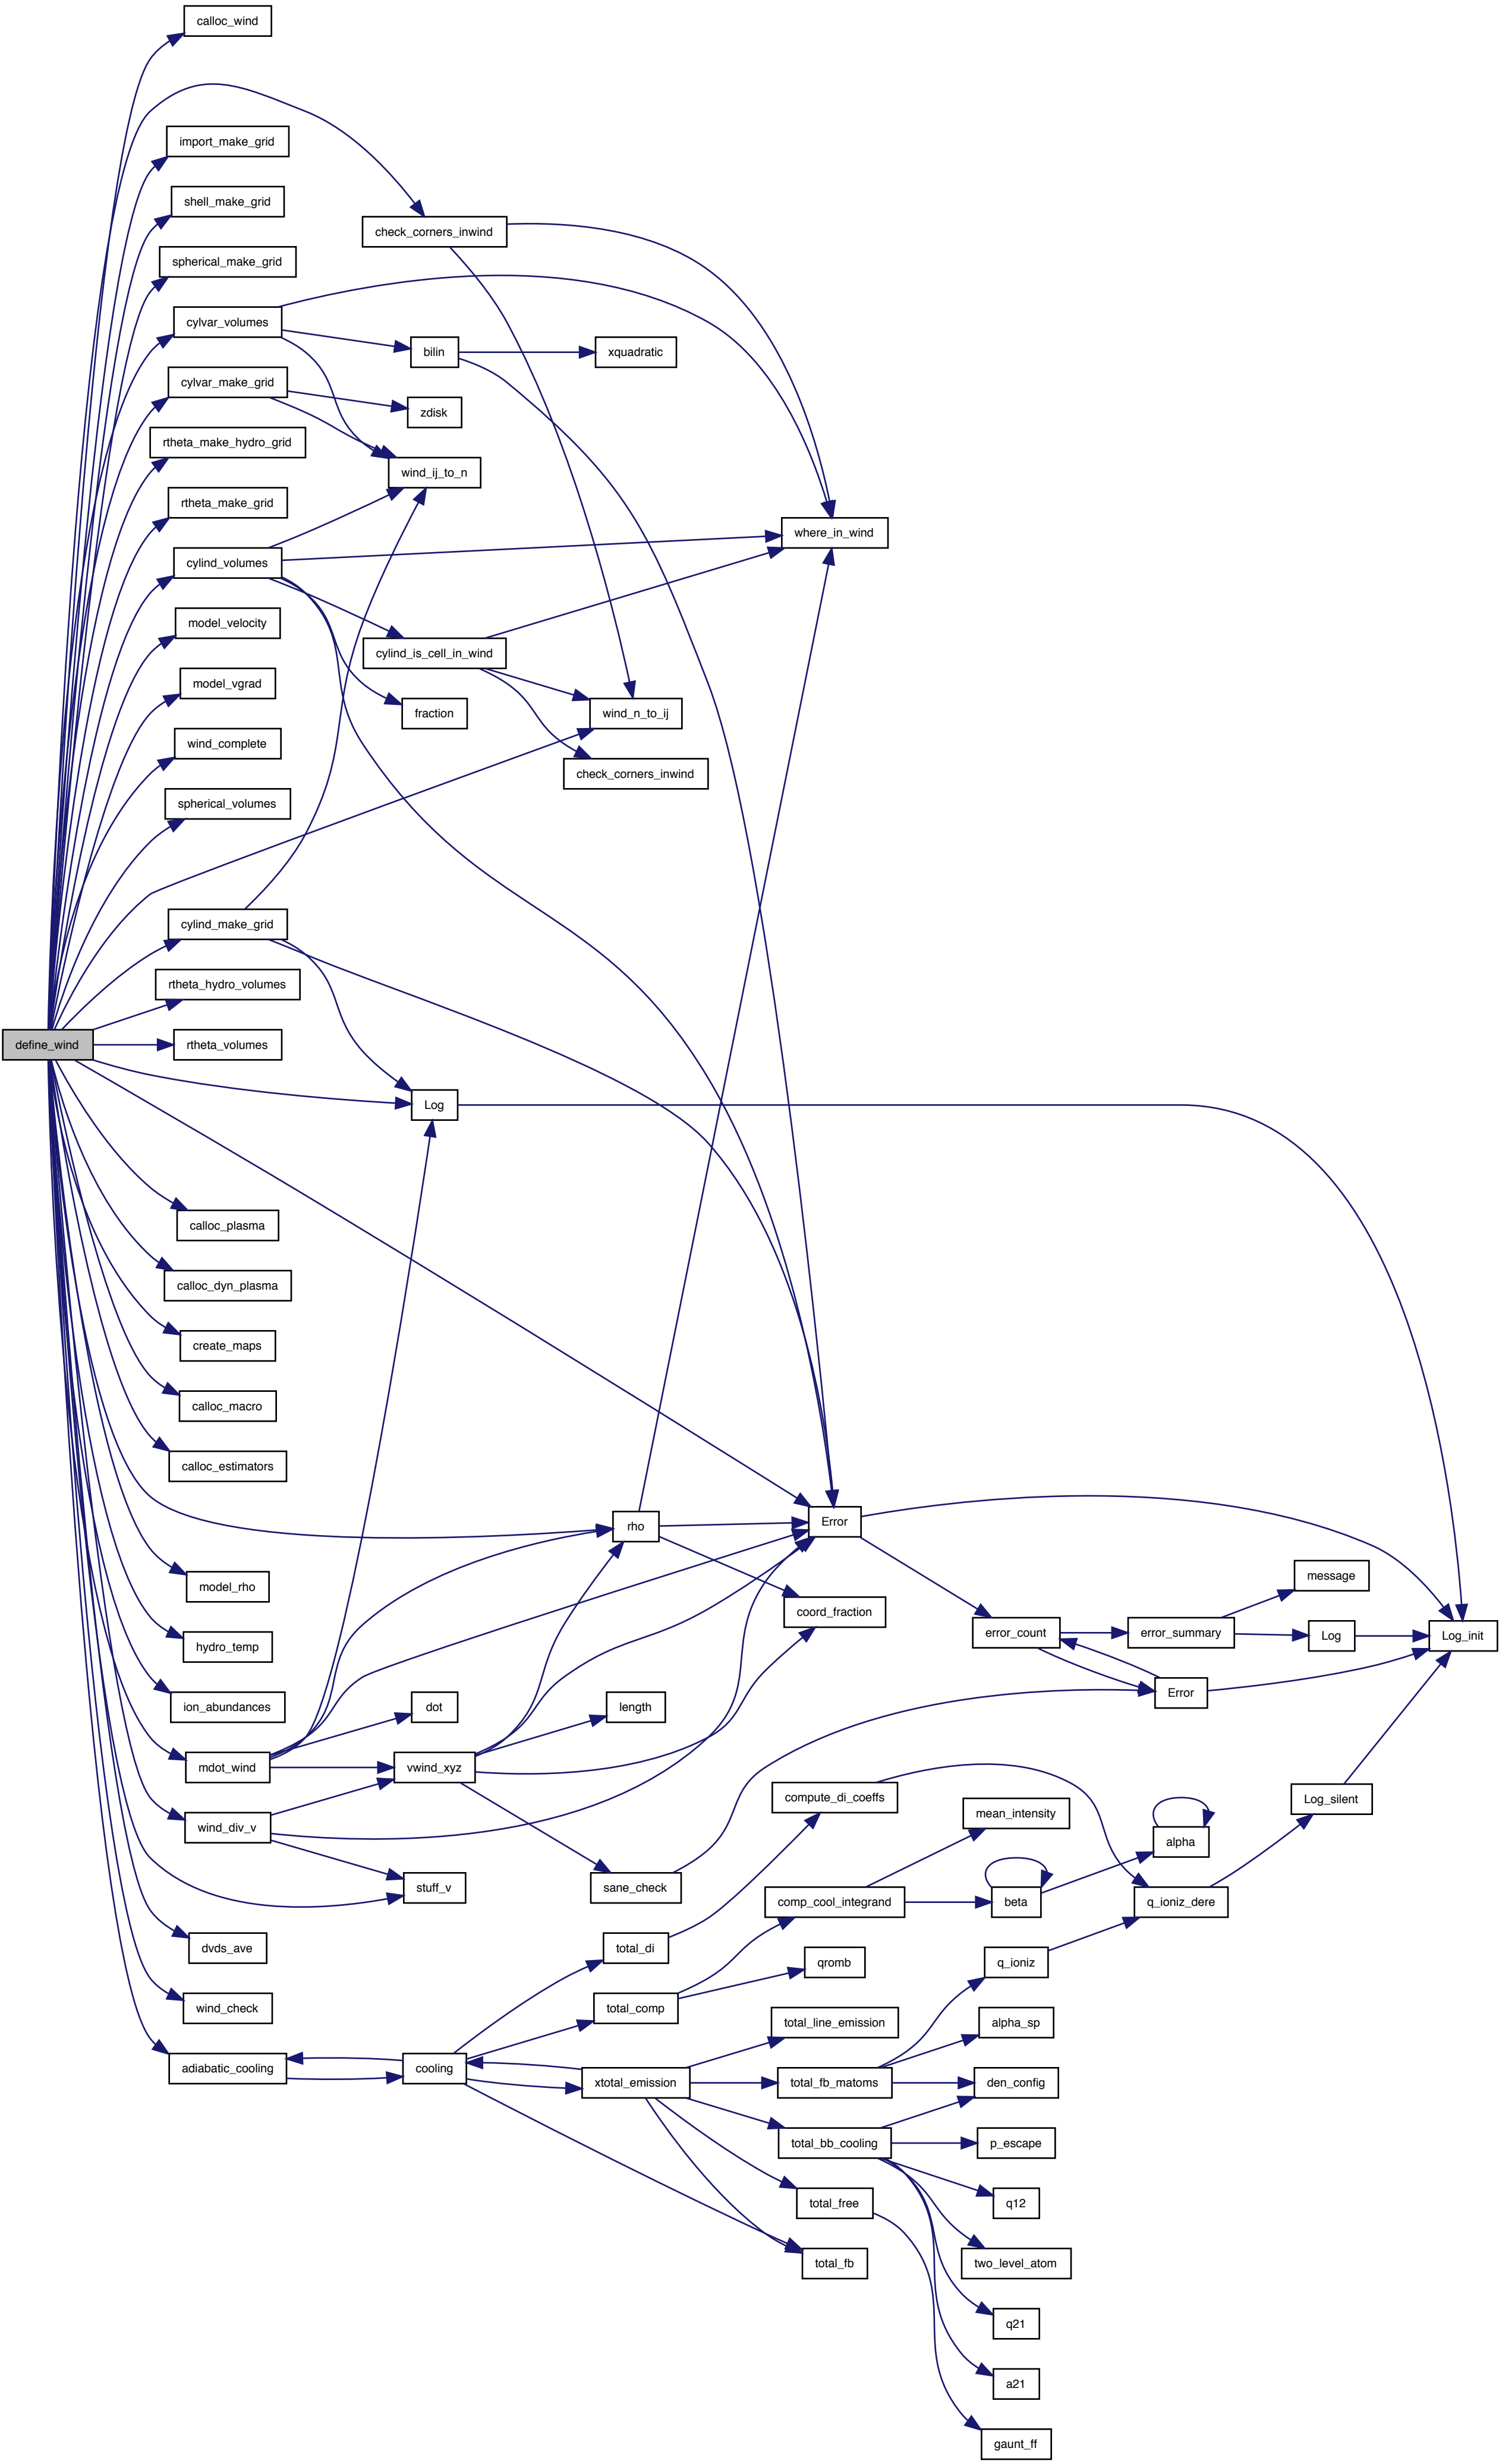 calloc_wind
import_make_grid
shell_make_grid
check_corners_inwind
spherical_make_grid
cylvar_volumes
bilin
xquadratic
cylvar_make_grid
zdisk
rtheta_make_hydro_grid
wind_ij_to_n
rtheta_make_grid
where_in_wind
cylind_volumes
model_velocity
cylind_is_cell_in_wind
model_vgrad
fraction
wind_n_to_ij
wind_complete
check_corners_inwind
spherical_volumes
cylind_make_grid
rtheta_hydro_volumes
define_wind
rtheta_volumes
Log
calloc_plasma
calloc_dyn_plasma
create_maps
calloc_macro
calloc_estimators
rho
Error
model_rho
message
coord_fraction
hydro_temp
error_count
error_summary
Log
Log_init
ion_abundances
dot
length
Error
mdot_wind
vwind_xyz
compute_di_coeffs
Log_silent
wind_div_v
mean_intensity
alpha
stuff_v
sane_check
comp_cool_integrand
beta
q_ioniz_dere
dvds_ave
total_di
qromb
q_ioniz
wind_check
total_comp
total_line_emission
alpha_sp
adiabatic_cooling
cooling
xtotal_emission
total_fb_matoms
den_config
total_bb_cooling
p_escape
total_free
q12
total_fb
two_level_atom
q21
a21
gaunt_ff